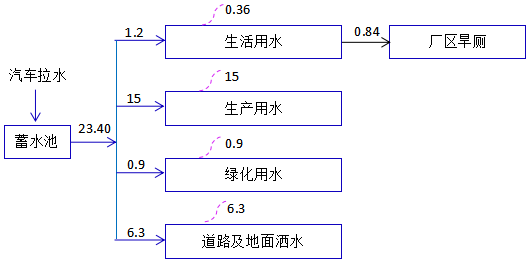 0.36
1.2
生活用水
0.84
厂区旱厕
汽车拉水
15
15
生产用水
23.40
蓄水池
0.9
0.9
绿化用水
6.3
6.3
道路及地面洒水